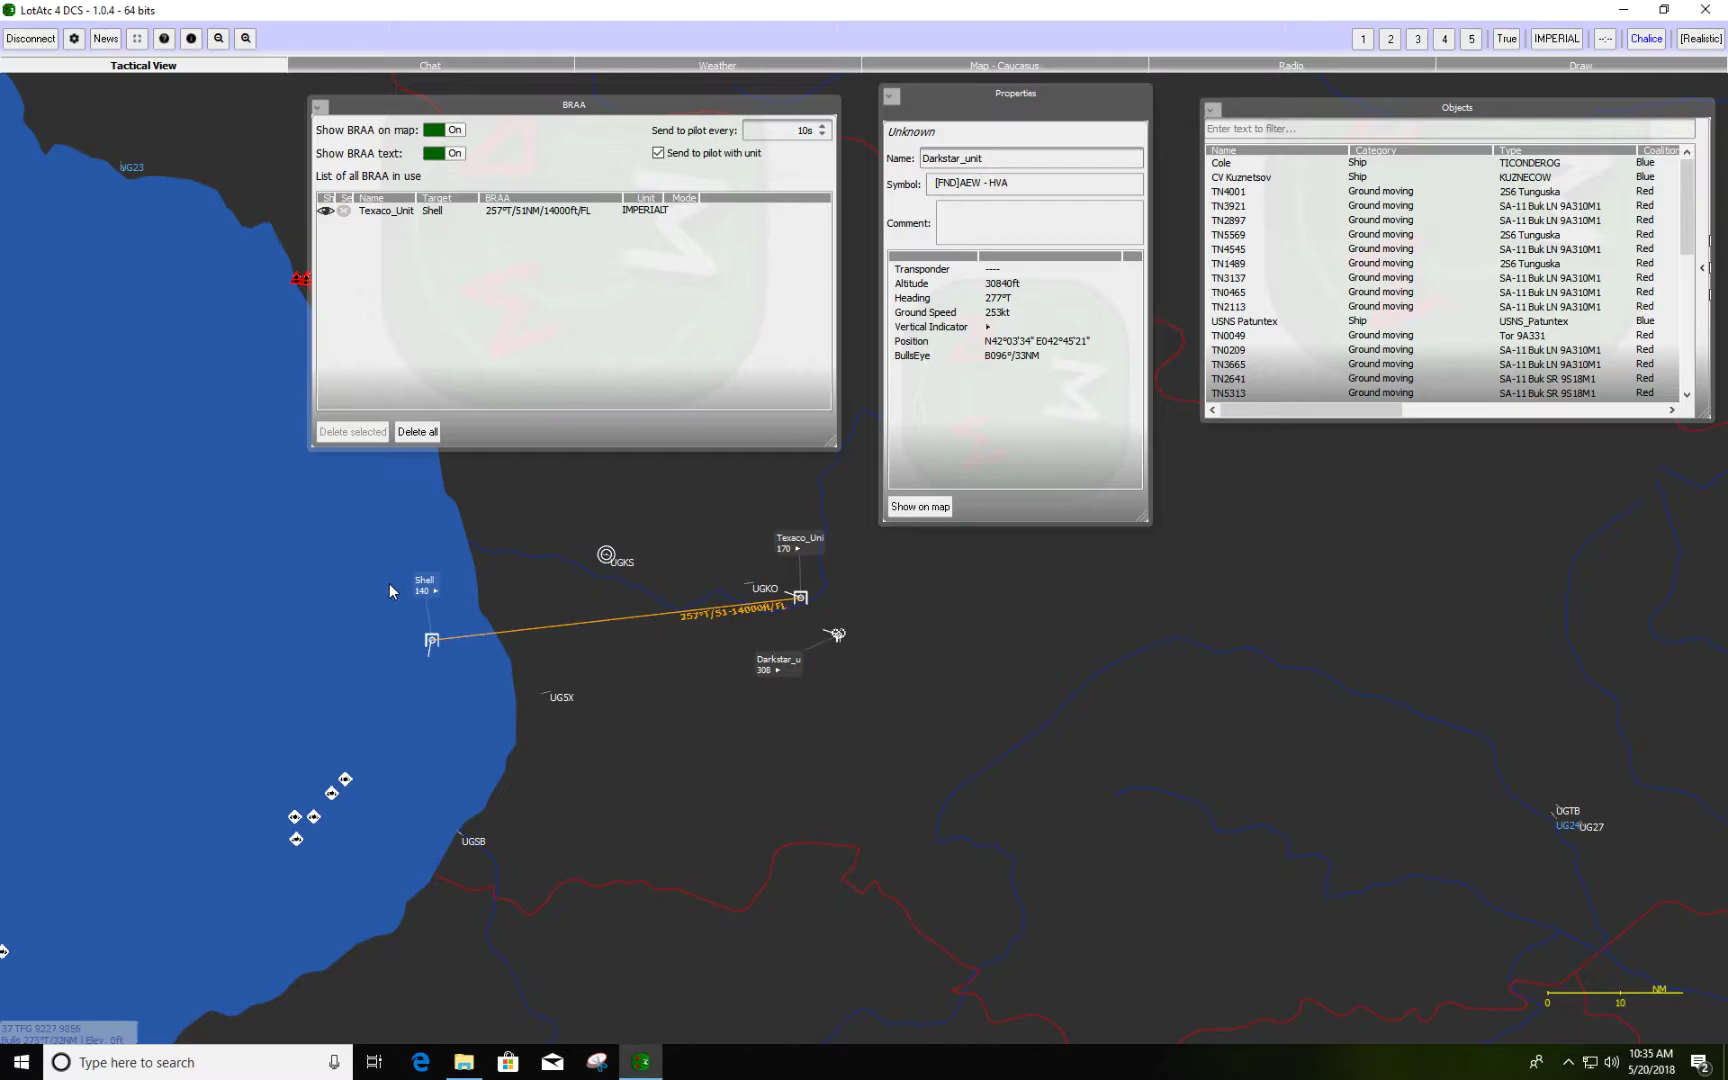 LotAtc 4 DCS - 1.0.4 - 64 bits
Disconnect News 1 2 3 4 5 True IMPERIAL --:-- Chalice [Realistic]
Tactical View Chat Weather Map - Caucasus Radio Draw
BRAA
Show BRAA on map: On
Send to pilot every: 10s
Show BRAA text: On
Send to pilot with unit
List of all BRAA in use
Sh Se Name Target BRAA Unit Mode
Texaco_Unit Shell 257°T/51NM/14000ft/FL IMPERIAL T
Delete selected Delete all
Properties
Unknown
Name: Darkstar_unit
Symbol: [FND]AEW - HVA
Comment:
Transponder ----
Altitude 30840ft
Heading 277°T
Ground Speed 253kt
Vertical Indicator
Position N42°03'34" E042°45'21"
BullsEye B096°/33NM
Show on map
Objects
Enter text to filter...
Name Category Type Coalition
Cole Ship TICONDEROG Blue
CV Kuznetsov Ship KUZNECOW Blue
TN4001 Ground moving 2S6 Tunguska Red
TN3921 Ground moving SA-11 Buk LN 9A310M1 Red
TN2897 Ground moving SA-11 Buk LN 9A310M1 Red
TN5569 Ground moving 2S6 Tunguska Red
TN4545 Ground moving SA-11 Buk LN 9A310M1 Red
TN1489 Ground moving 2S6 Tunguska Red
TN3137 Ground moving SA-11 Buk LN 9A310M1 Red
TN0465 Ground moving SA-11 Buk LN 9A310M1 Red
TN2113 Ground moving SA-11 Buk LN 9A310M1 Red
USNS Patuntex Ship USNS_Patuntex Blue
TN0049 Ground moving Tor 9A331 Red
TN0209 Ground moving SA-11 Buk LN 9A310M1 Red
TN3665 Ground moving SA-11 Buk LN 9A310M1 Red
TN2641 Ground moving SA-11 Buk SR 9S18M1 Red
TN5313 Ground moving SA-11 Buk SR 9S18M1 Red
UG23
Texaco_Uni
170
UGKS
Shell
140
UGKO
257°T/51-14000ft/FL
Darkstar_u
308
UG5X
UGTB
UG24 UG27
UGSB
NM
0 10
37 TFG 9227 9856
Bulls 273°T/32NM | Elev. 0ft
Type here to search
10:35 AM
5/20/2018
2